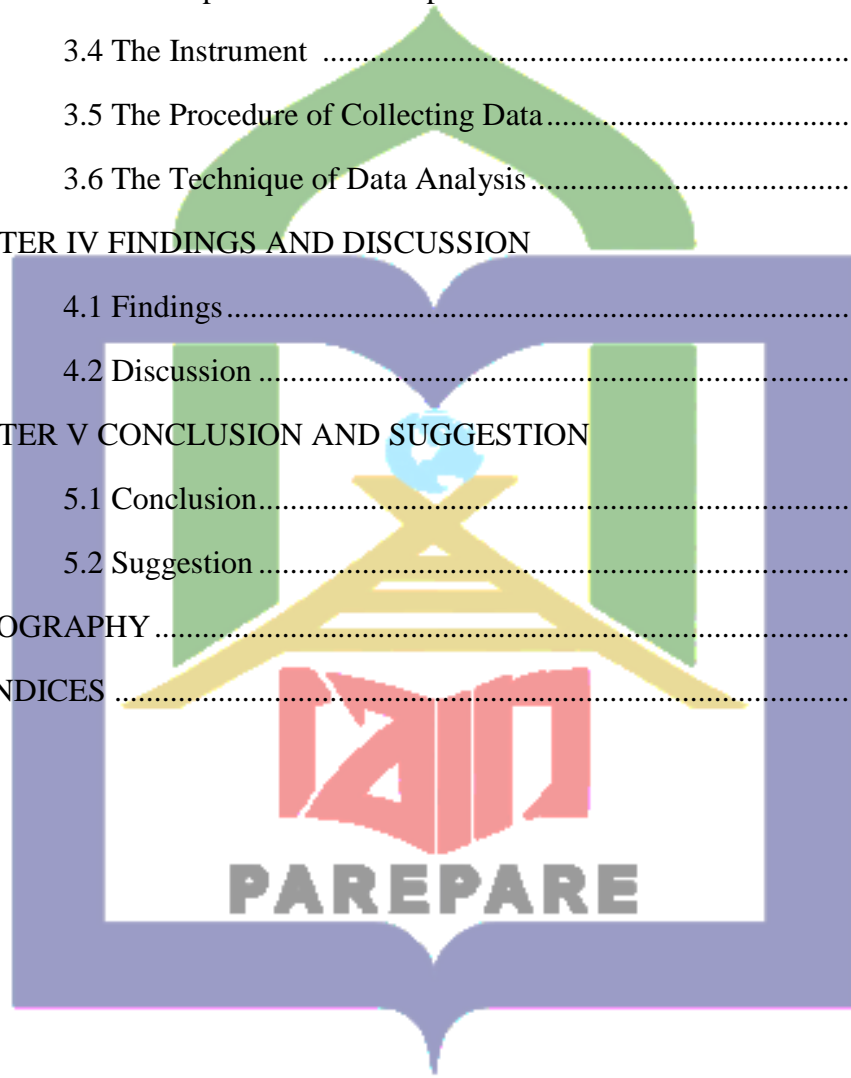 3.4 The Instrument ................................................................
3.5 The Procedure of Collecting Data................................................
3.6 The Technique of Data Analysis..................................................
TER IV FINDINGS AND DISCUSSION
4.1 Findings........................................................................
4.2 Discussion .....................................................................
TER V CONCLUSION AND SUGGESTION
5.1 Conclusion......................................................................
5.2 Suggestion .....................................................................
OGRAPHY.............................................................................
NDICES .............................................................................
iain
PAREPARE